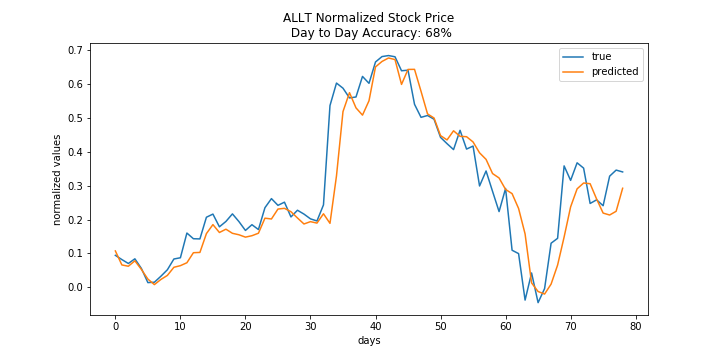 ALLT Normalized Stock Price
Day to Day Accuracy: 68%
true
predicted
normalized values
0.7
0.6
0.5
0.4
0.3
0.2
0.1
0.0
0 10 20 30 40 50 60 70 80
days